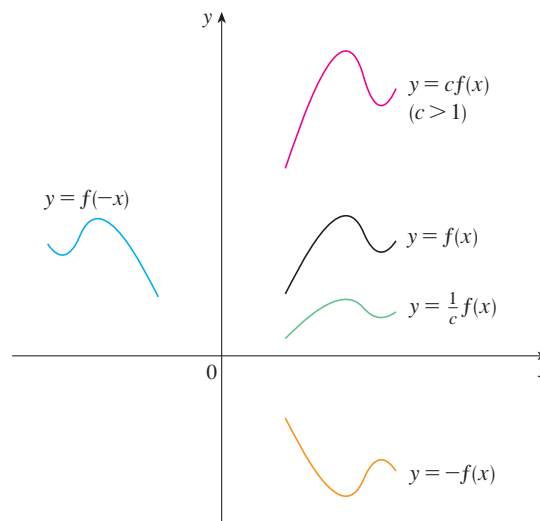 y
y = cf(x)
(c > 1)
y = f(−x)
y = f(x)
y = 1/c f(x)
0
y = −f(x)